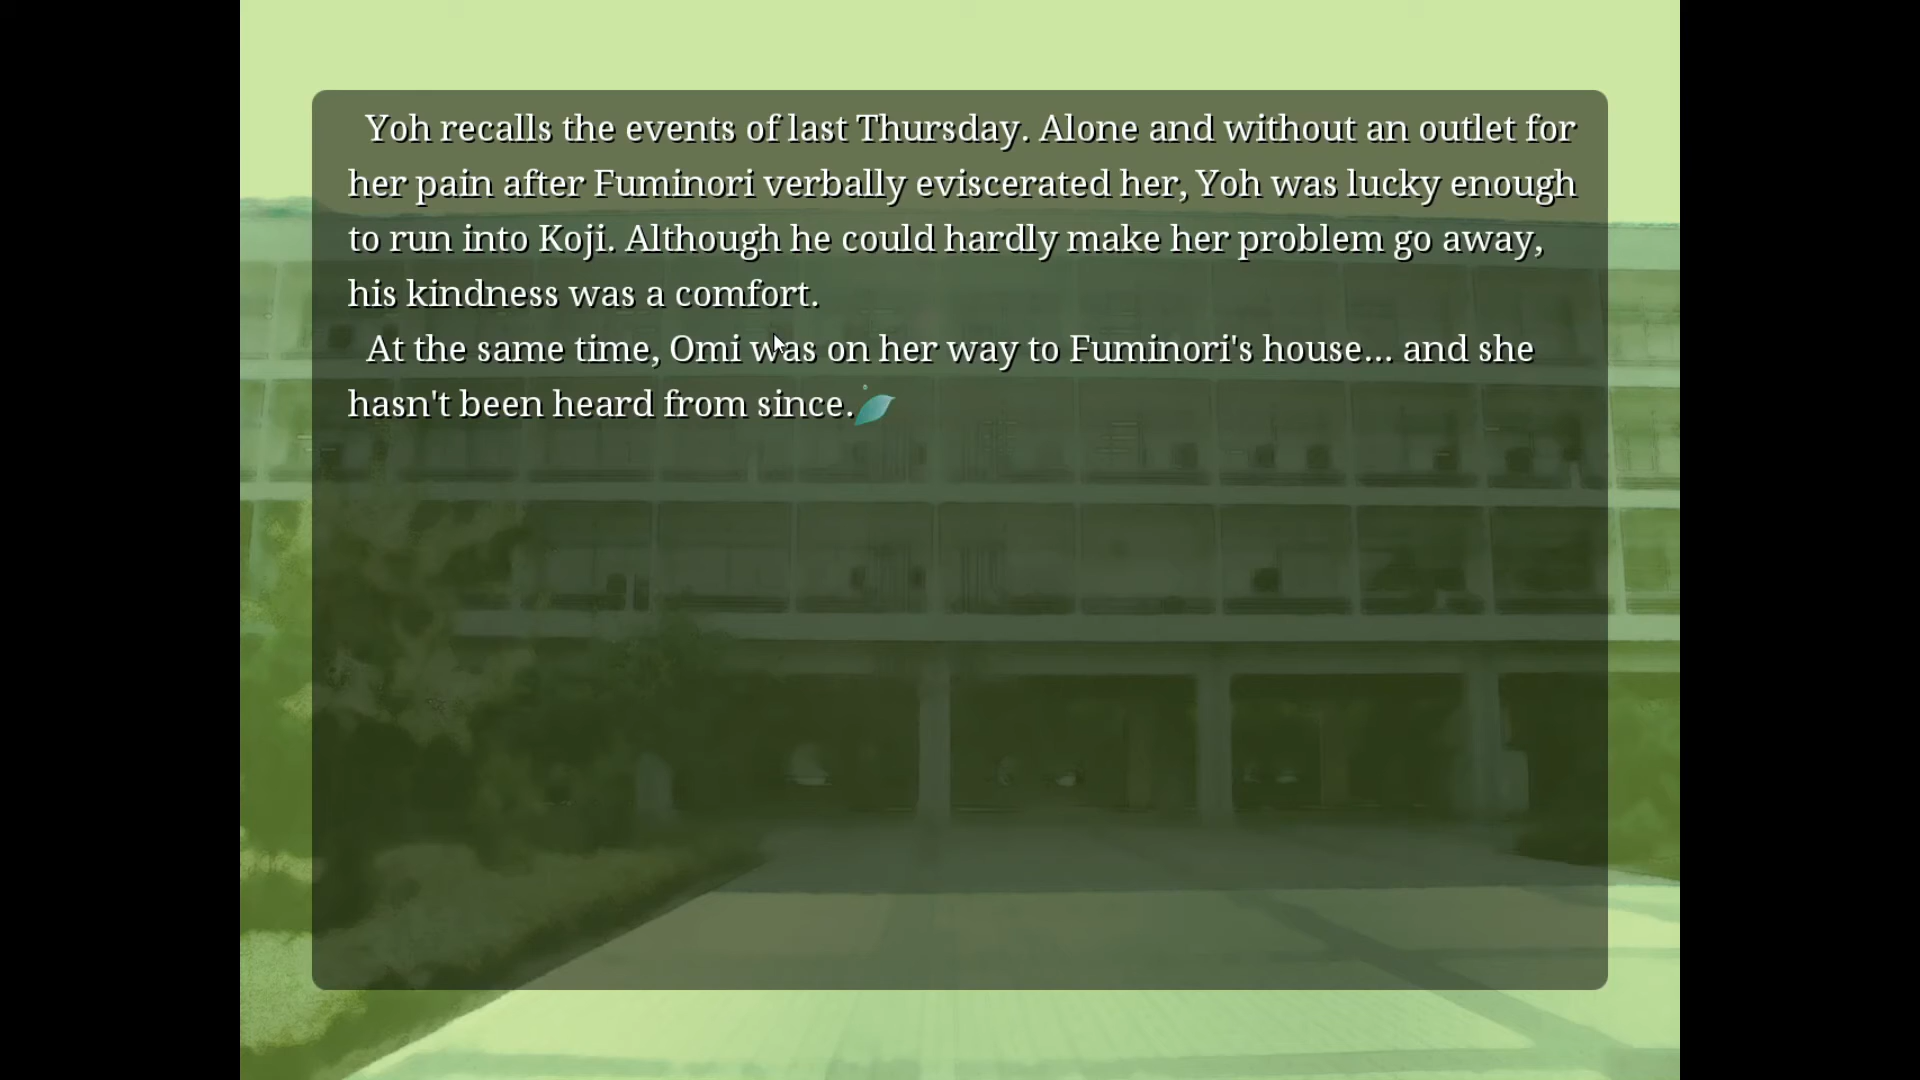 Yoh recalls the events of last Thursday. Alone and without an outlet for
her pain after Fuminori verbally eviscerated her, Yoh was lucky enough
to run into Koji. Although he could hardly make her problem go away,
his kindness was a comfort.
At the same time, Omi was on her way to Fuminori's house... and she
hasn't been heard from since.